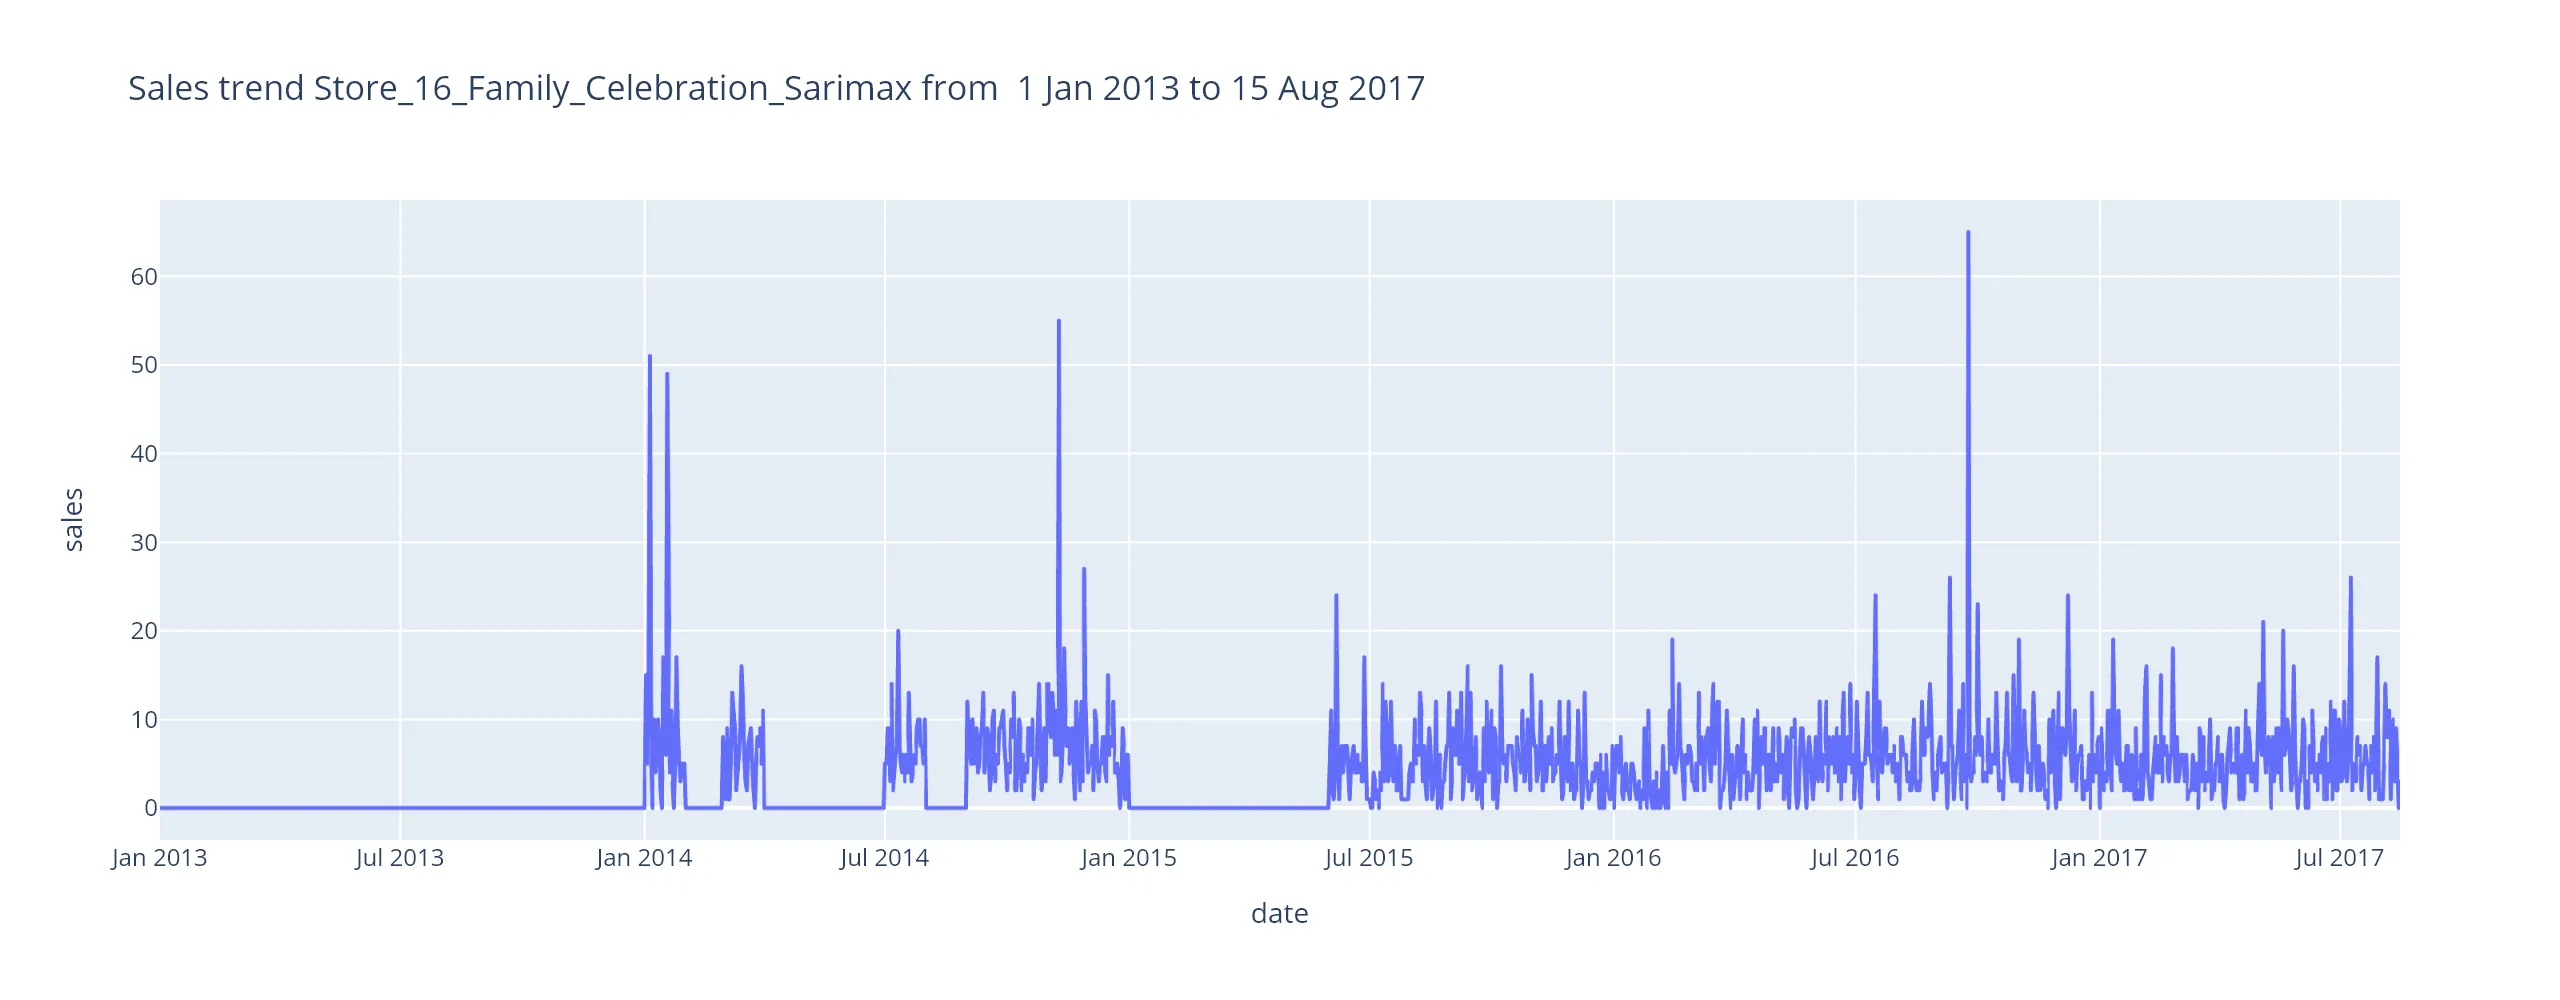 Sales trend Store_16_Family_Celebration_Sarimax from  1 Jan 2013 to 15 Aug 2017
60
50
40
30
20
10
0
sales
Jan 2013
Jul 2013
Jan 2014
Jul 2014
Jan 2015
Jul 2015
Jan 2016
Jul 2016
Jan 2017
Jul 2017
date